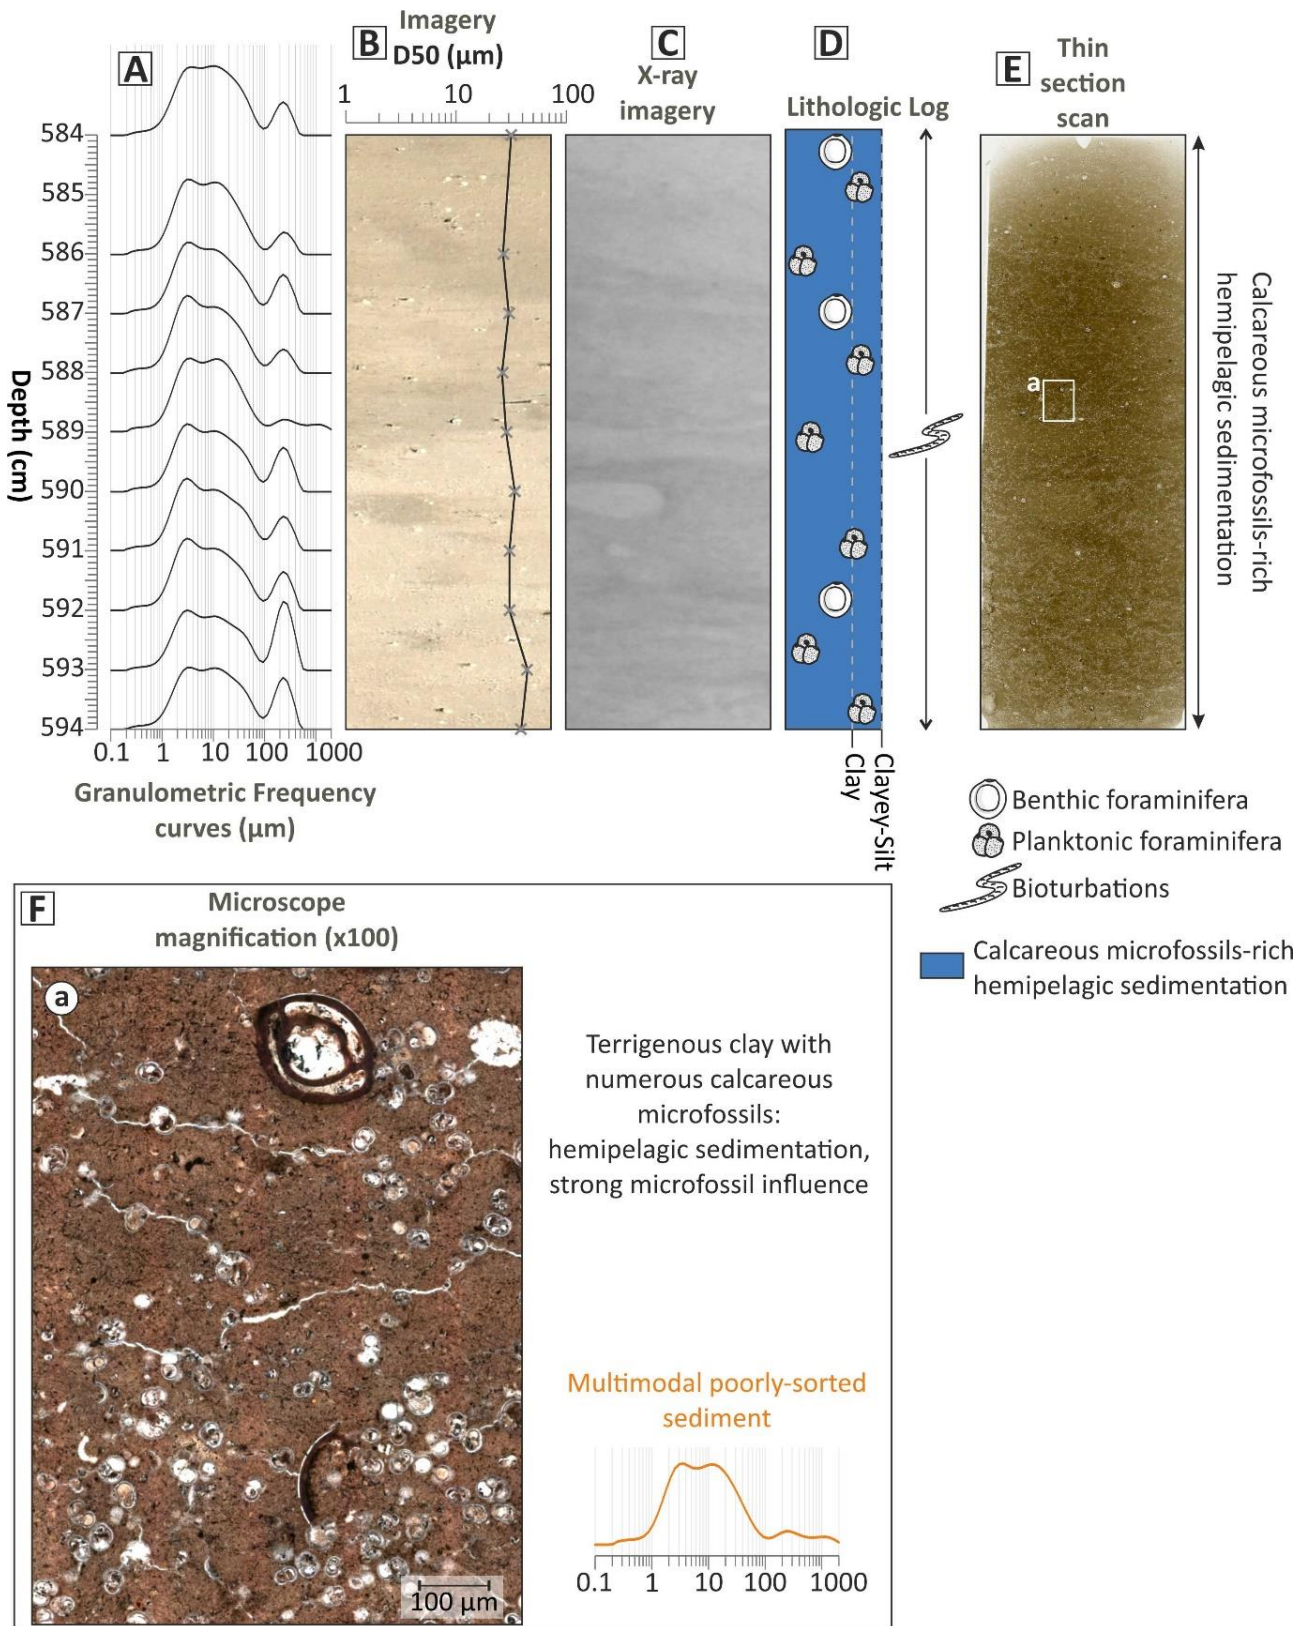 A
Imagery
B
D50 (µm)
1
10
100
C
X-ray
imagery
D
Lithologic Log
E
Thin
section
scan
Depth (cm)
584
585
586
587
588
589
590
591
592
593
594
0.1
1
10
100
1000
Granulometric Frequency
curves (µm)
Clay
Clayey-Silt
a
Calcareous microfossils-rich
hemipelagic sedimentation
Benthic foraminifera
Planktonic foraminifera
Bioturbations
Calcareous microfossils-rich
hemipelagic sedimentation
F
Microscope
magnification (x100)
a
100 µm
Terrigenous clay with
numerous calcareous
microfossils:
hemipelagic sedimentation,
strong microfossil influence
Multimodal poorly-sorted
sediment
0.1
1
10
100
1000